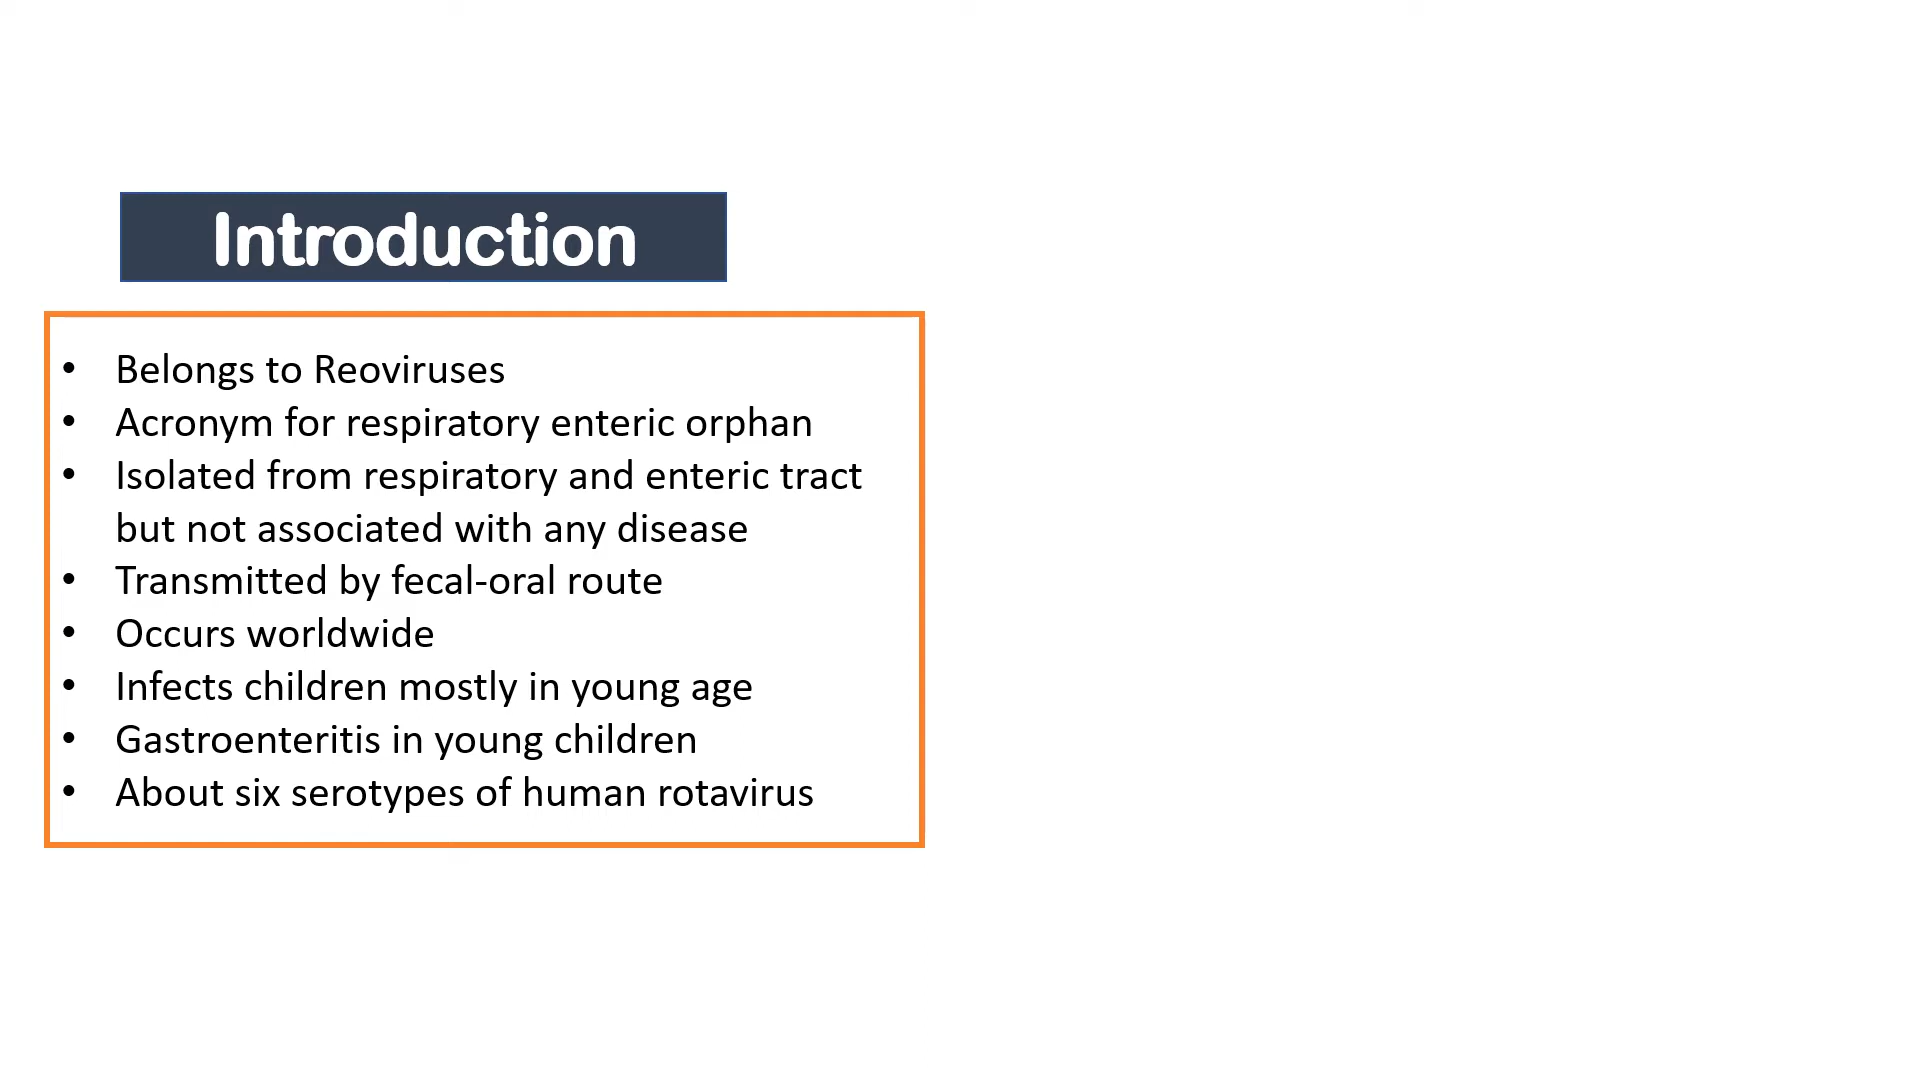 Introduction
• Belongs to Reoviruses
• Acronym for respiratory enteric orphan
• Isolated from respiratory and enteric tract
but not associated with any disease
• Transmitted by fecal-oral route
• Occurs worldwide
• Infects children mostly in young age
• Gastroenteritis in young children
• About six serotypes of human rotavirus